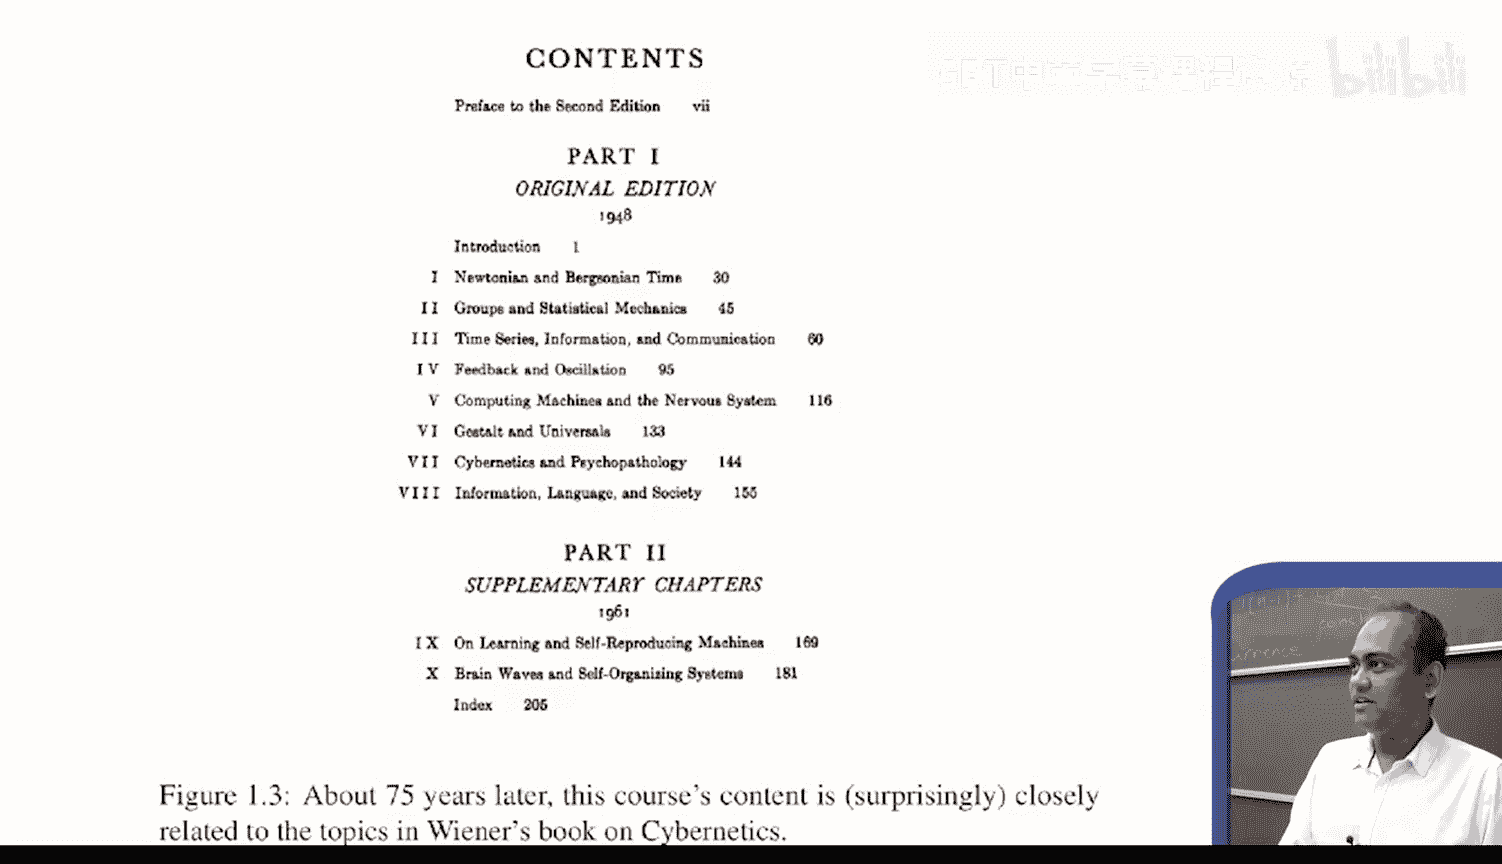 CONTENTS
Preface to the Second Edition vii
PART I
ORIGINAL EDITION
1948
Introduction 1
I Newtonian and Bergsonian Time 30
II Groups and Statistical Mechanics 45
III Time Series, Information, and Communication 60
IV Feedback and Oscillation 95
V Computing Machines and the Nervous System 116
VI Gestalt and Universals 133
VII Cybernetics and Psychopathology 144
VIII Information, Language, and Society 155
PART II
SUPPLEMENTARY CHAPTERS
1961
IX On Learning and Self-Reproducing Machines 169
X Brain Waves and Self-Organizing Systems 181
Index 205
Figure 1.3: About 75 years later, this course's content is (surprisingly) closely
related to the topics in Wiener's book on Cybernetics.
bilibili